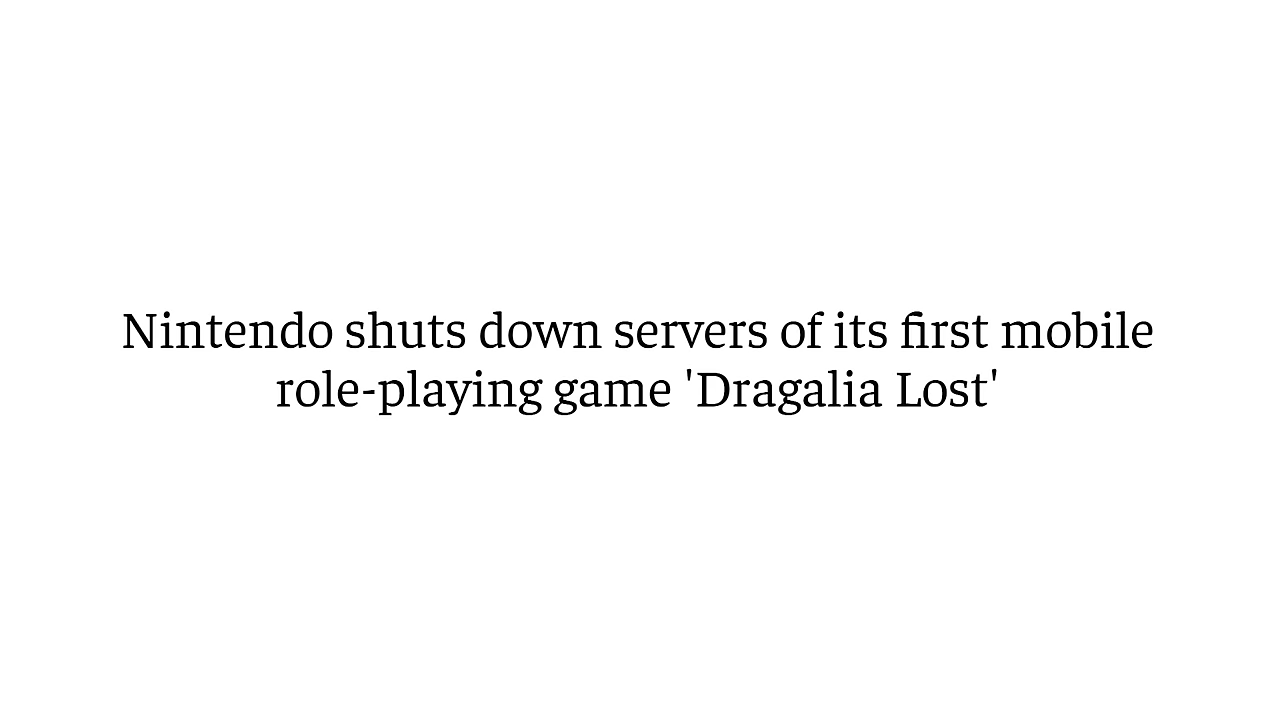 Nintendo shuts down servers of its first mobile
role-playing game 'Dragalia Lost'